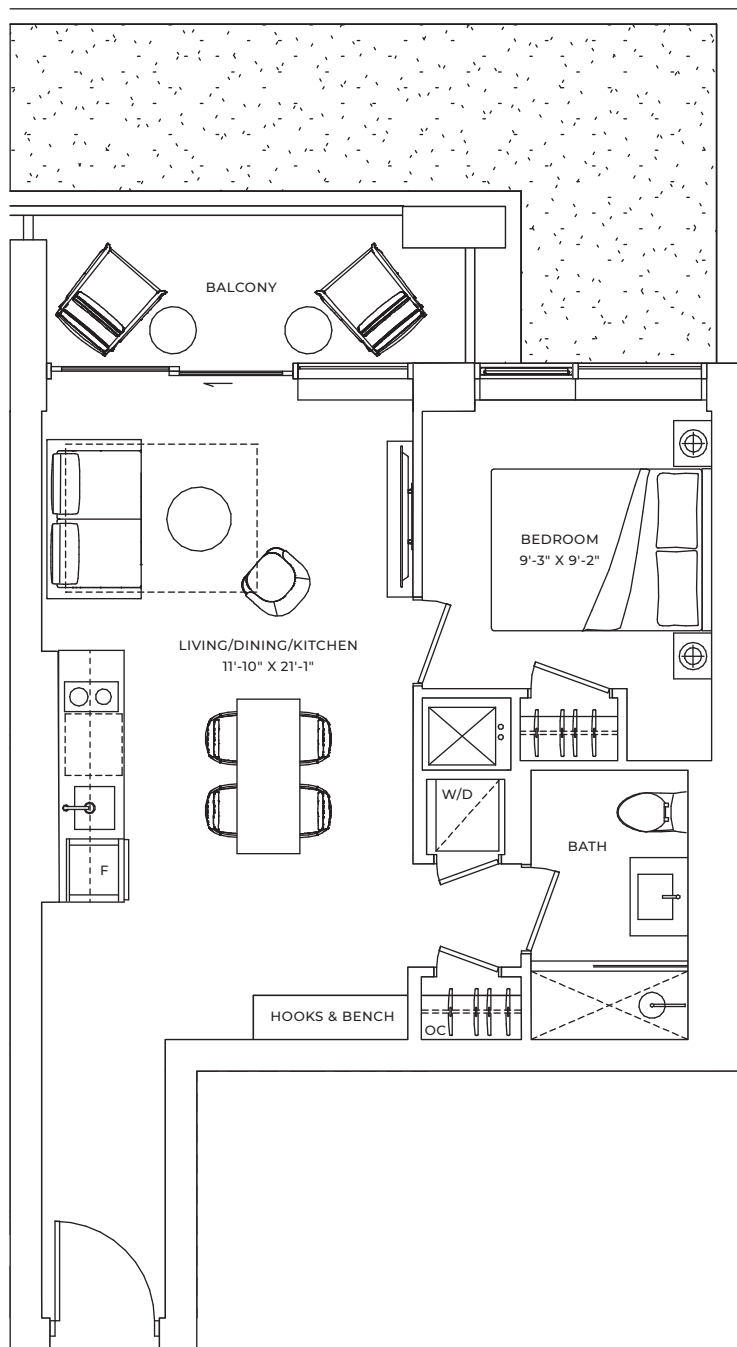 BALCONY
BEDROOM
9'-3" X 9'-2"
LIVING/DINING/KITCHEN
11'-10" X 21'-1"
W/D
BATH
F
HOOKS & BENCH
OC